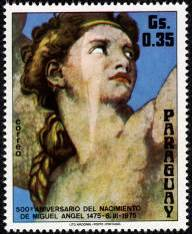 Gs.
0.35
PARAGUAY
correo
500º ANIVERSARIO DEL NACIMIENTO
DE MIGUEL ANGEL 1475-6.III-1975